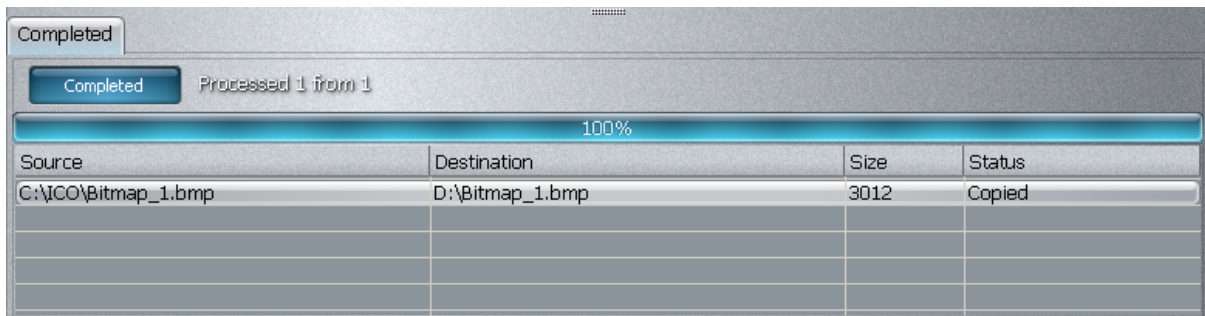 Completed
Completed Processed 1 from 1
100%
Source Destination Size Status
C:\ICO\Bitmap_1.bmp D:\Bitmap_1.bmp 3012 Copied